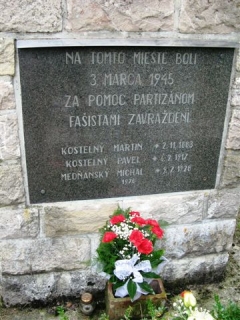 NA TOMTO MIESTE BOLI
3. MARCA 1945
ZA POMOC PARTIZÁNOM
FAŠISTAMI ZAVRAŽDENÍ
KOSTELNÝ MARTIN
KOSTELNÝ PAVEL
MEDŇANSKÝ MICHAL